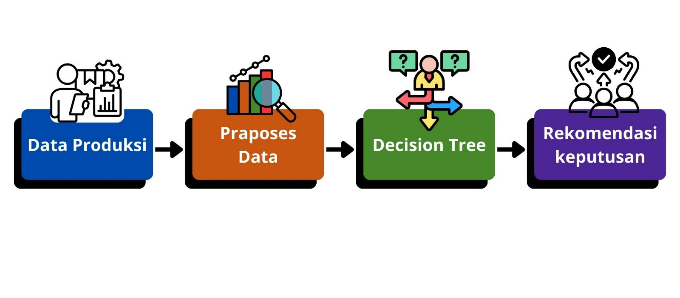 Data Produksi
Praposes
Data
Decision Tree
Rekomendasi
keputusan
? ?